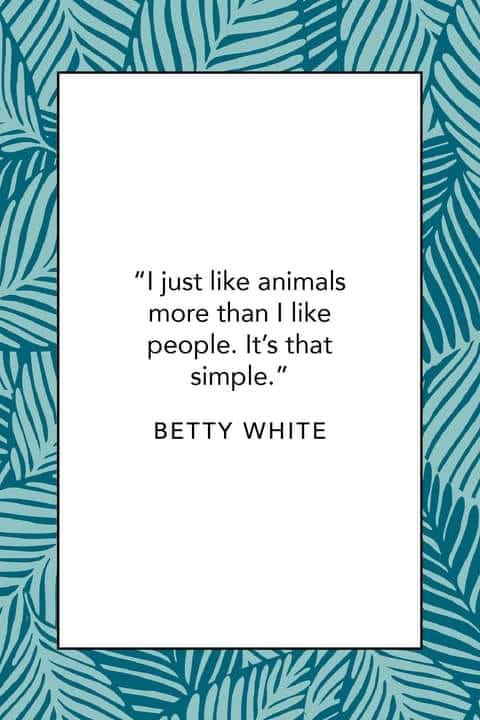 “I just like animals
more than I like
people. It’s that
simple.”
BETTY WHITE